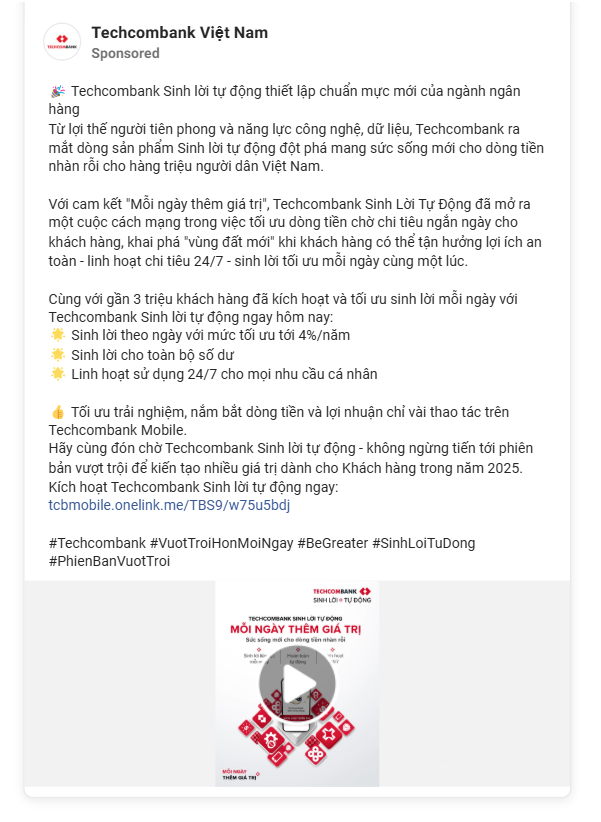 TECHCOMBANK
Techcombank Việt Nam
Sponsored
🎉 Techcombank Sinh lời tự động thiết lập chuẩn mực mới của ngành ngân
hàng
Từ lợi thế người tiên phong và năng lực công nghệ, dữ liệu, Techcombank ra
mắt dòng sản phẩm Sinh lời tự động đột phá mang sức sống mới cho dòng tiền
nhàn rỗi cho hàng triệu người dân Việt Nam.
Với cam kết "Mỗi ngày thêm giá trị", Techcombank Sinh Lời Tự Động đã mở ra
một cuộc cách mạng trong việc tối ưu dòng tiền chờ chi tiêu ngắn ngày cho
khách hàng, khai phá "vùng đất mới" khi khách hàng có thể tận hưởng lợi ích an
toàn - linh hoạt chi tiêu 24/7 - sinh lời tối ưu mỗi ngày cùng một lúc.
Cùng với gần 3 triệu khách hàng đã kích hoạt và tối ưu sinh lời mỗi ngày với
Techcombank Sinh lời tự động ngay hôm nay:
🌟 Sinh lời theo ngày với mức tối ưu tới 4%/năm
🌟 Sinh lời cho toàn bộ số dư
🌟 Linh hoạt sử dụng 24/7 cho mọi nhu cầu cá nhân
👍 Tối ưu trải nghiệm, nắm bắt dòng tiền và lợi nhuận chỉ vài thao tác trên
Techcombank Mobile.
Hãy cùng đón chờ Techcombank Sinh lời tự động - không ngừng tiến tới phiên
bản vượt trội để kiến tạo nhiều giá trị dành cho Khách hàng trong năm 2025.
Kích hoạt Techcombank Sinh lời tự động ngay:
tcbmobile.onelink.me/TBS9/w75u5bdj
#Techcombank #VuotTroiHonMoiNgay #BeGreater #SinhLoiTuDong
#PhienBanVuotTroi
TECHCOMBANK
SINH LỜI TỰ ĐỘNG
TECHCOMBANK SINH LỜI TỰ ĐỘNG
MỖI NGÀY THÊM GIÁ TRỊ
Sức sống mới cho dòng tiền nhàn rỗi
MỖI NGÀY
THÊM GIÁ TRỊ